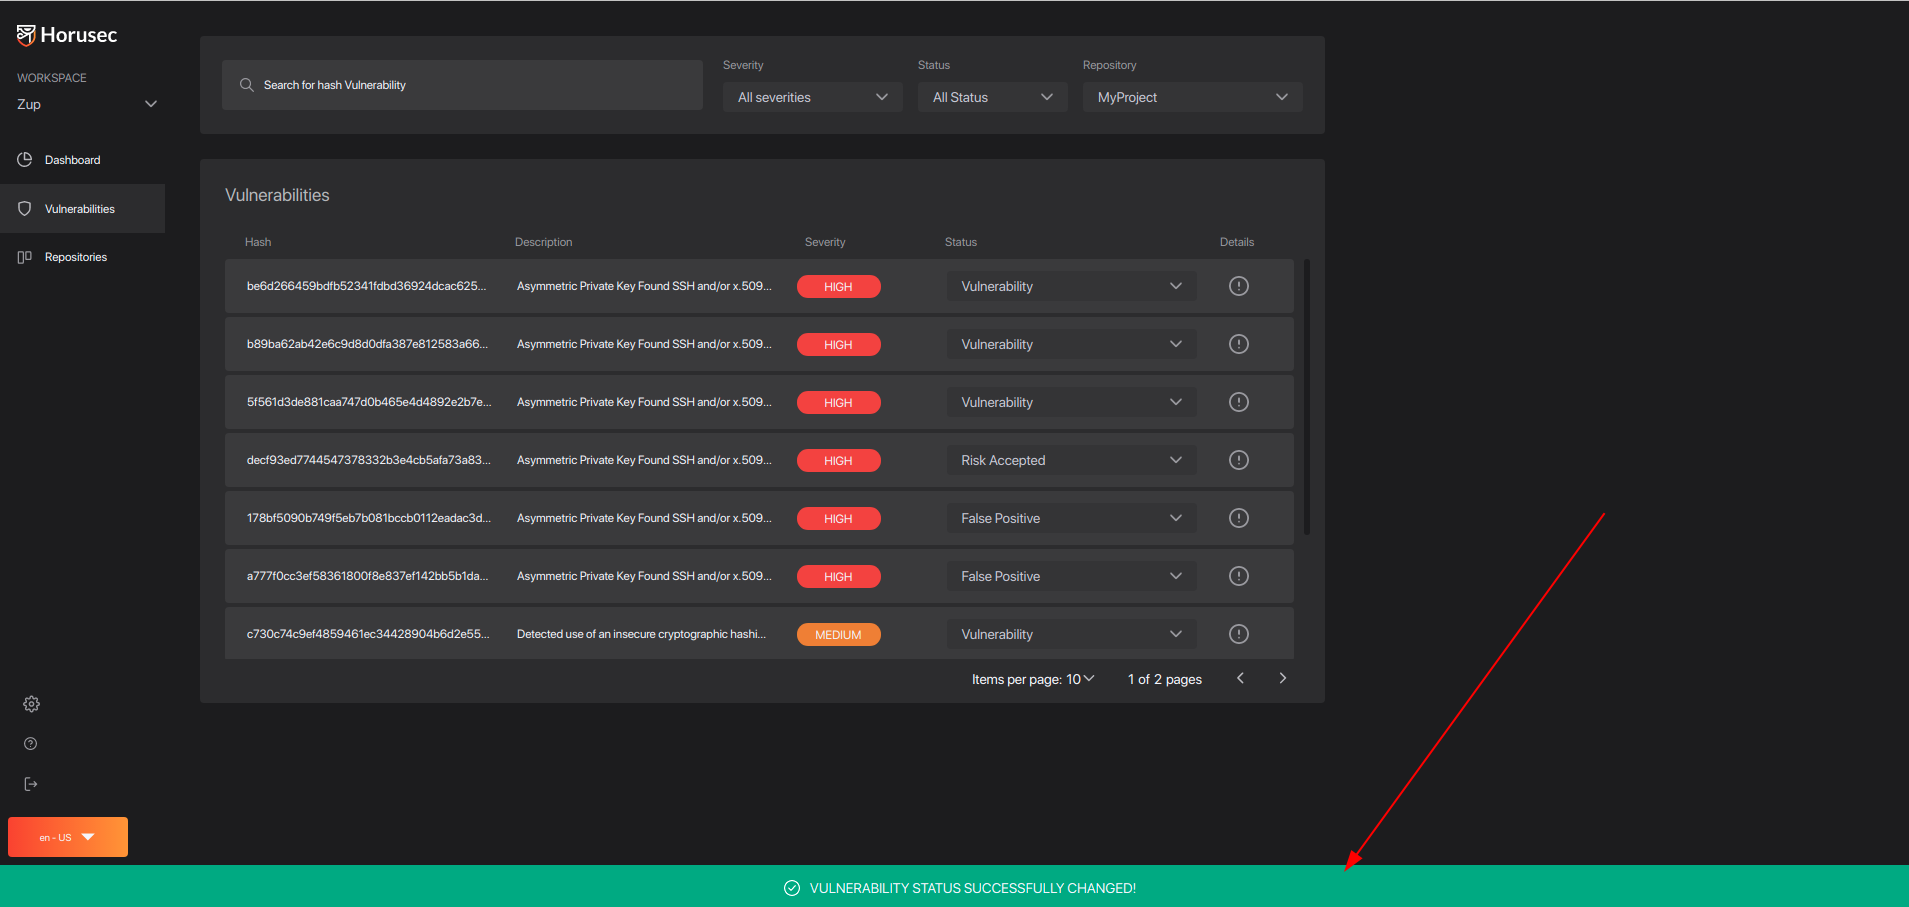 Horusec
WORKSPACE
Zup
Dashboard
Vulnerabilities
Repositories
en - US
Search for hash Vulnerability
Severity
All severities
Status
All Status
Repository
MyProject
Vulnerabilities
Hash Description Severity Status Details
be6d266459bdfb52341fdbd36924dcac625... Asymmetric Private Key Found SSH and/or x.509... HIGH Vulnerability
b89ba62ab42e6c9d8d0dfa387e812583a66... Asymmetric Private Key Found SSH and/or x.509... HIGH Vulnerability
5f561d3de881caa747d0b465e4d4892e2b7e... Asymmetric Private Key Found SSH and/or x.509... HIGH Vulnerability
decf93ed7744547378332b3e4cb5afa73a83... Asymmetric Private Key Found SSH and/or x.509... HIGH Risk Accepted
178bf5090b749f5eb7b081bccb0112eadac3d... Asymmetric Private Key Found SSH and/or x.509... HIGH False Positive
a777f0cc3ef58361800f8e837ef142bb5b1da... Asymmetric Private Key Found SSH and/or x.509... HIGH False Positive
c730c74c9ef4859461ec34428904b6d2e55... Detected use of an insecure cryptographic hashi... MEDIUM Vulnerability
Items per page: 10 1 of 2 pages
VULNERABILITY STATUS SUCCESSFULLY CHANGED!